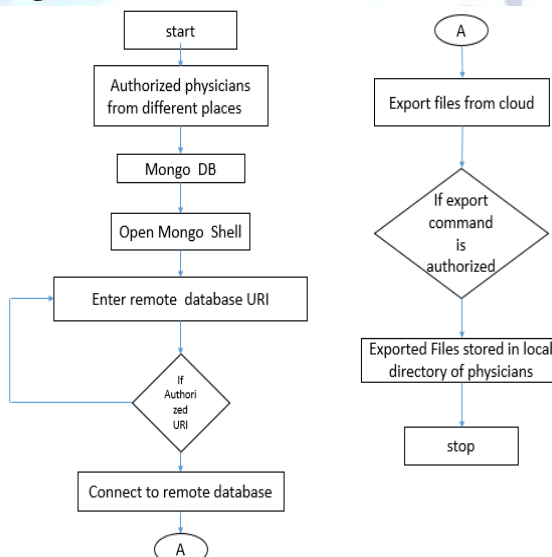 start
Authorized physicians
from different places
Mongo DB
Open Mongo Shell
Enter remote database URI
If
Authori
zed
URI
Connect to remote database
A
A
Export files from cloud
If export
command
is
authorized
Exported Files stored in local
directory of physicians
stop